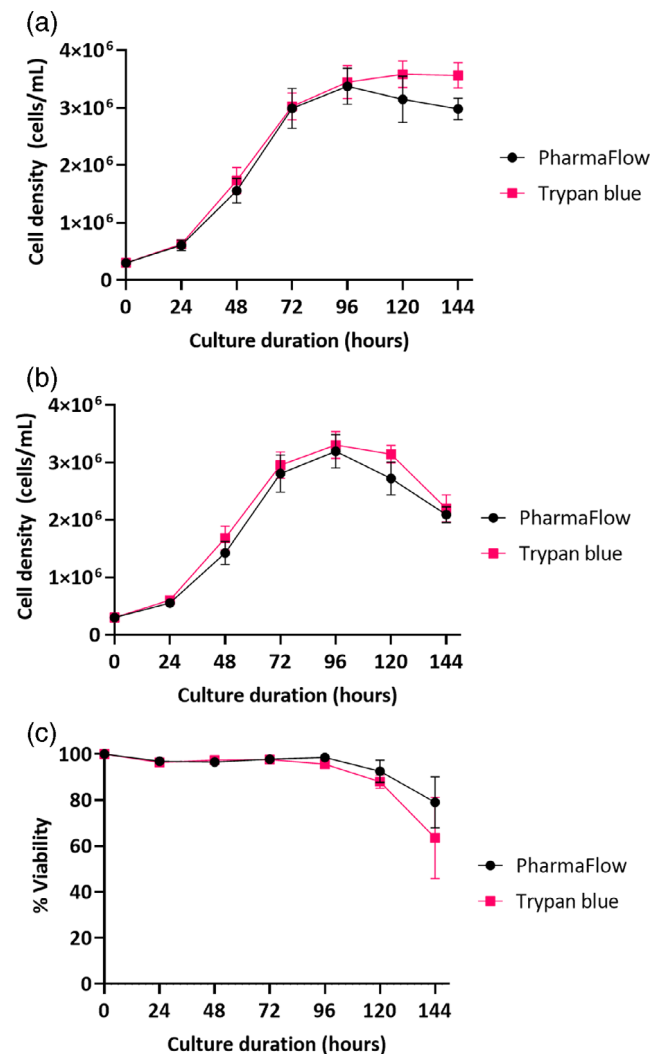 (a)
4×10⁶
3×10⁶
2×10⁶
1×10⁶
0
Cell density (cells/mL)
0 24 48 72 96 120 144
Culture duration (hours)
PharmaFlow
Trypan blue
(b)
4×10⁶
3×10⁶
2×10⁶
1×10⁶
0
Cell density (cells/mL)
0 24 48 72 96 120 144
Culture duration (hours)
PharmaFlow
Trypan blue
(c)
100
80
60
40
20
0
% Viability
0 24 48 72 96 120 144
Culture duration (hours)
PharmaFlow
Trypan blue